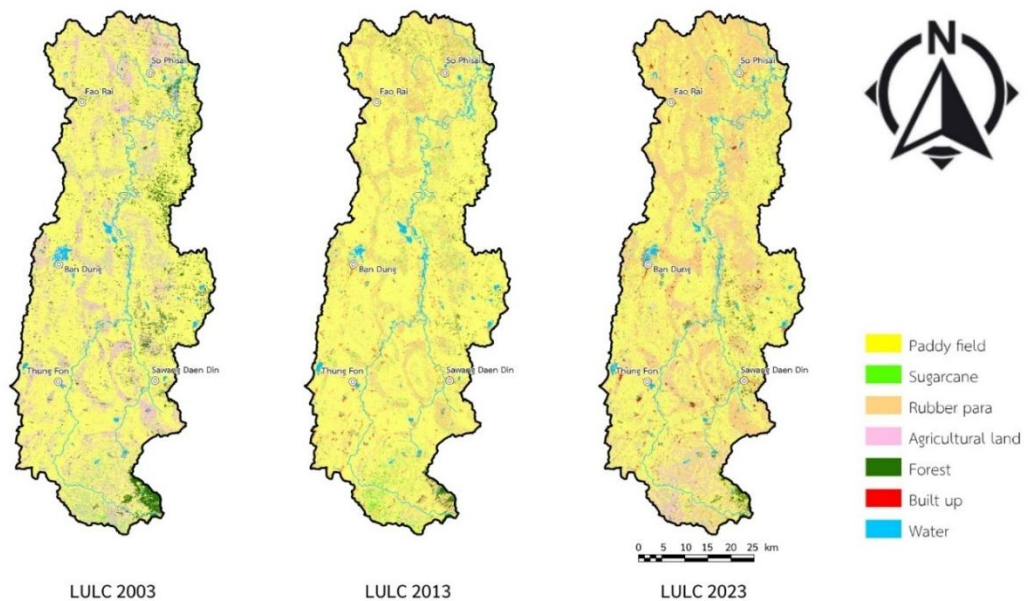 N
So Phisai
Fao Rai
Ban Dung
Thung Fon
Sawang Daen Din
So Phisai
Fao Rai
Ban Dung
Thung Fon
Sawang Daen Din
So Phisai
Fao Rai
Ban Dung
Thung Fon
Sawang Daen Din
Paddy field
Sugarcane
Rubber para
Agricultural land
Forest
Built up
Water
0 5 10 15 20 25 km
LULC 2003
LULC 2013
LULC 2023